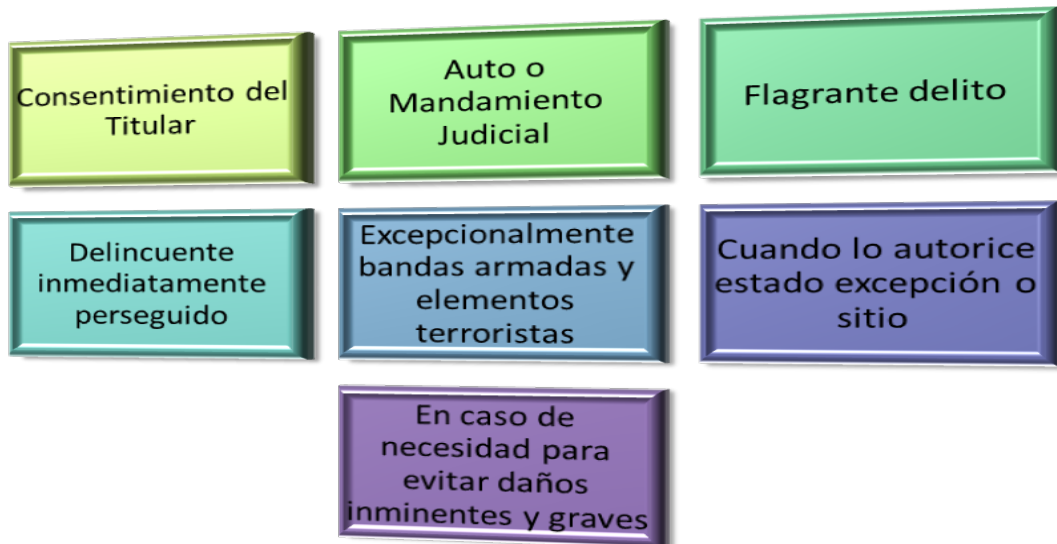 Consentimiento del
Titular
Auto o
Mandamiento
Judicial
Flagrante delito
Delincuente
inmediatamente
perseguido
Excepcionalmente
bandas armadas y
elementos
terroristas
Cuando lo autorice
estado excepción o
sitio
En caso de
necesidad para
evitar daños
inminentes y graves